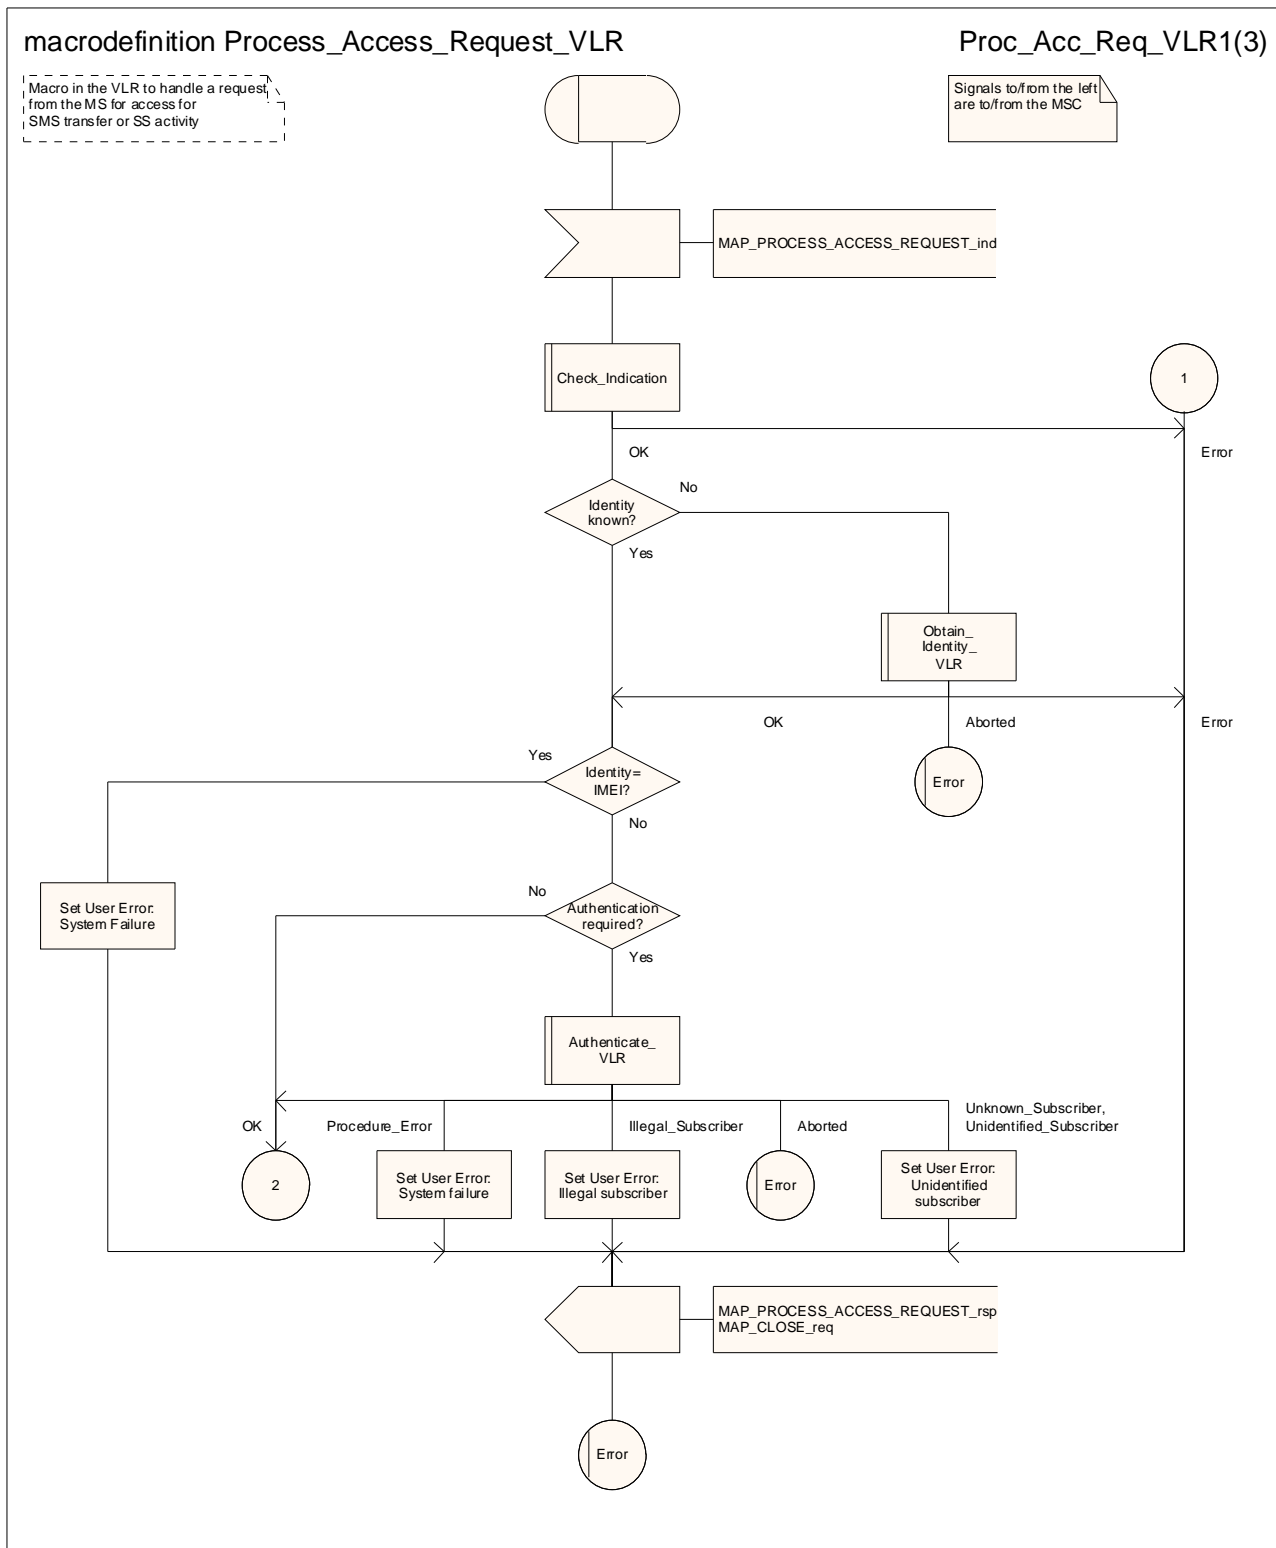 macrodefinition Process_Access_Request_VLR
Proc_Acc_Req_VLR1(3)
Macro in the VLR to handle a request
from the MS for access for
SMS transfer or SS activity
Signals to/from the left
are to/from the MSC
MAP_PROCESS_ACCESS_REQUEST_ind
Check_Indication
1
OK
Error
Identity
known?
No
Yes
Obtain_
Identity_
VLR
OK
Aborted
Error
Yes
Identity=
IMEI?
Error
No
Set User Error:
System Failure
No
Authentication
required?
Yes
Authenticate_
VLR
OK
Procedure_Error
Illegal_Subscriber
Aborted
Unknown_Subscriber,
Unidentified_Subscriber
2
Set User Error:
System failure
Set User Error:
Illegal subscriber
Error
Set User Error:
Unidentified
subscriber
MAP_PROCESS_ACCESS_REQUEST_rsp
MAP_CLOSE_req
Error